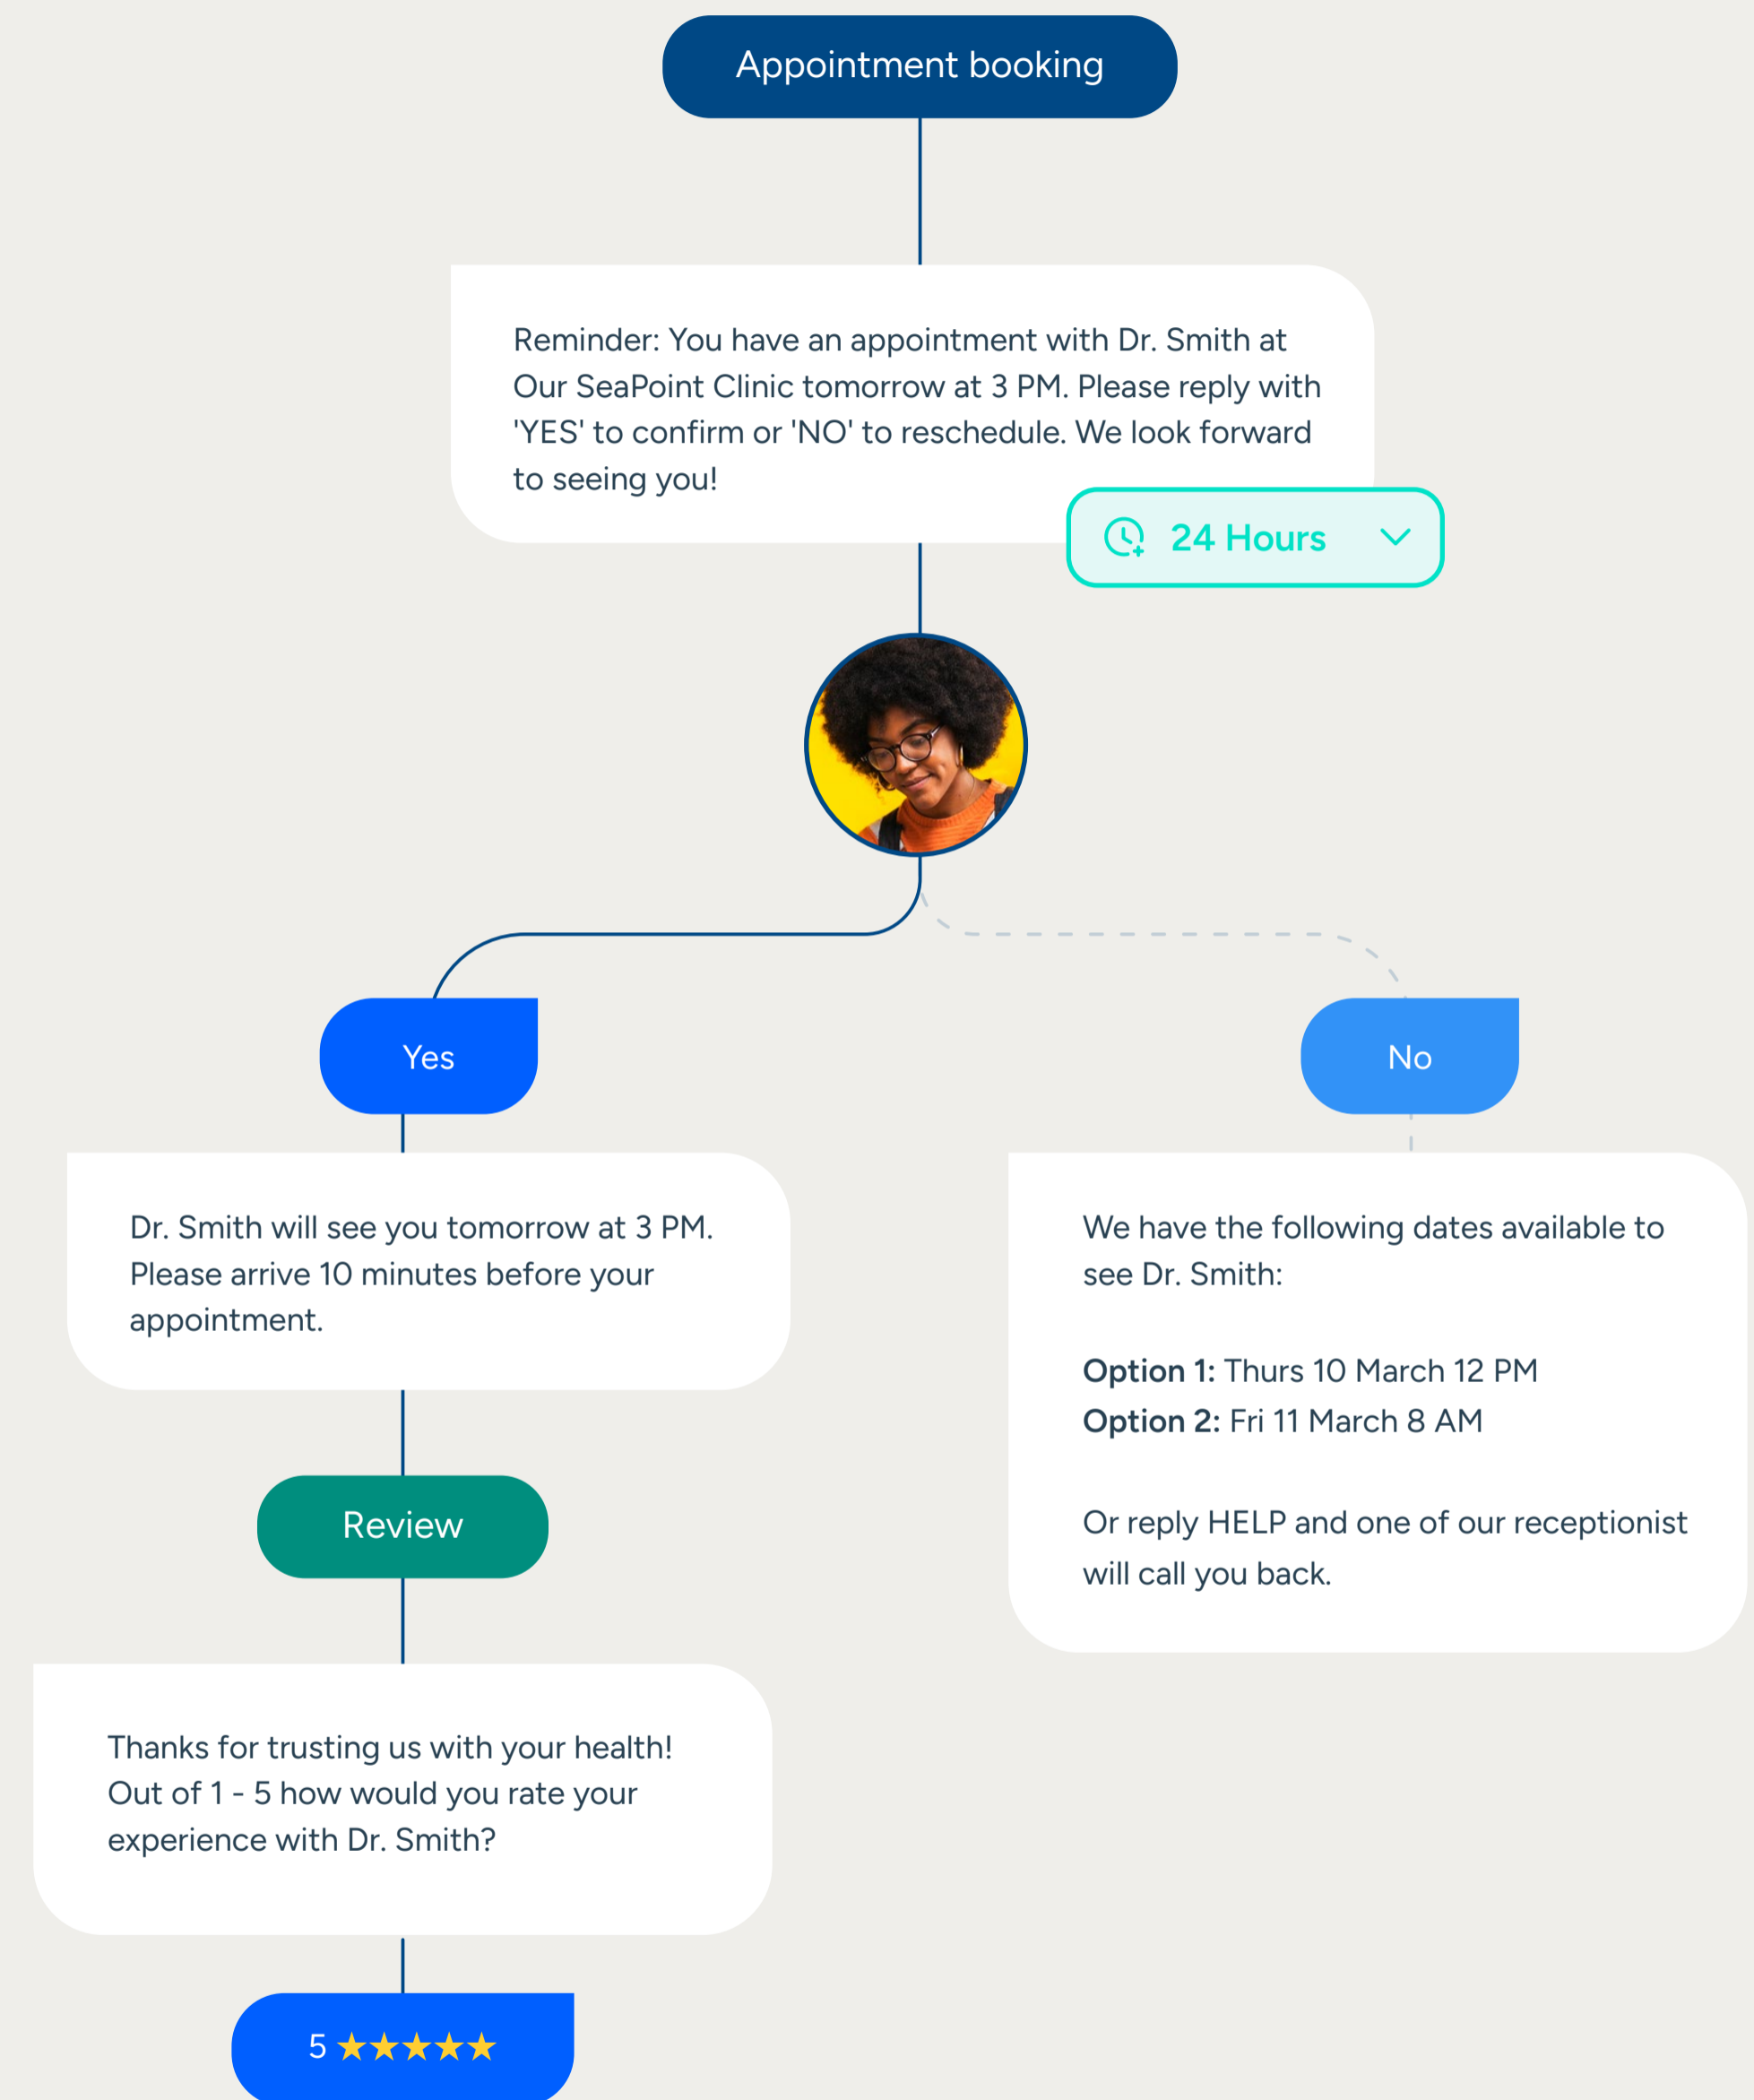 Appointment booking
Reminder: You have an appointment with Dr. Smith at
Our SeaPoint Clinic tomorrow at 3 PM. Please reply with
'YES' to confirm or 'NO' to reschedule. We look forward
to seeing you!
24 Hours
Yes
Dr. Smith will see you tomorrow at 3 PM.
Please arrive 10 minutes before your
appointment.
Review
Thanks for trusting us with your health!
Out of 1 - 5 how would you rate your
experience with Dr. Smith?
5 ★★★★★
No
We have the following dates available to
see Dr. Smith:
Option 1: Thurs 10 March 12 PM
Option 2: Fri 11 March 8 AM
Or reply HELP and one of our receptionist
will call you back.